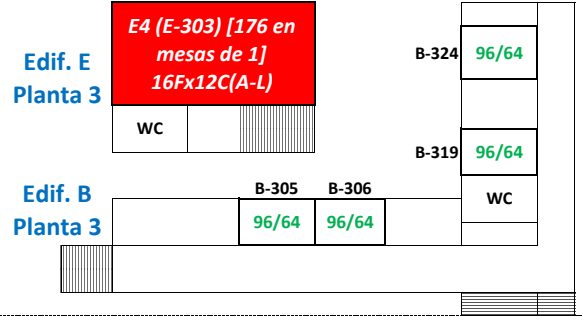 E4 (E-303) [176 en
mesas de 1]
16Fx12C(A-L)
Edif. E
Planta 3
WC
B-324 96/64
B-319 96/64
WC
Edif. B
Planta 3
B-305 B-306
96/64 96/64